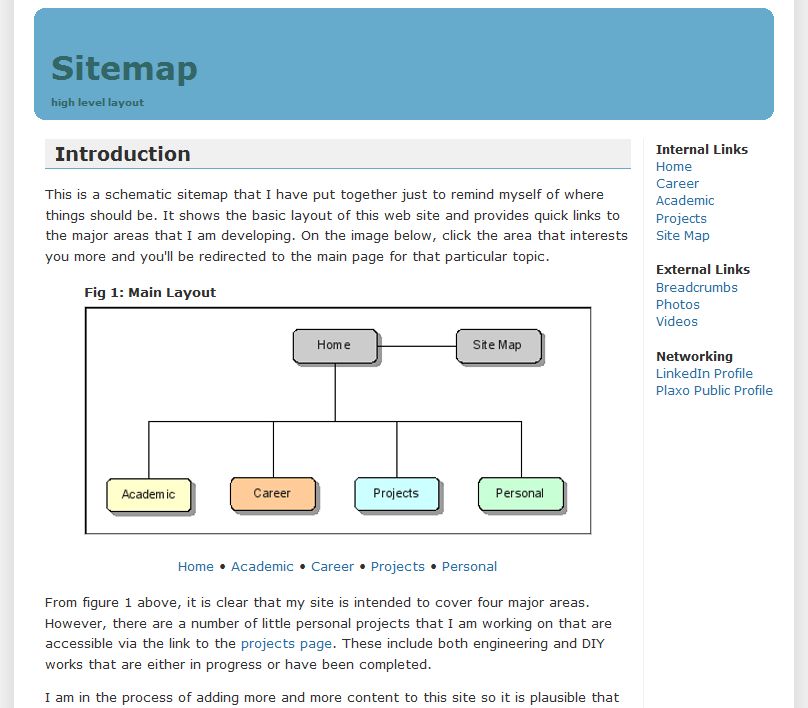 Sitemap
high level layout
Introduction
This is a schematic sitemap that I have put together just to remind myself of where
things should be. It shows the basic layout of this web site and provides quick links to
the major areas that I am developing. On the image below, click the area that interests
you more and you'll be redirected to the main page for that particular topic.
Fig 1: Main Layout
Home
Site Map
Academic
Career
Projects
Personal
Home • Academic • Career • Projects • Personal
From figure 1 above, it is clear that my site is intended to cover four major areas.
However, there are a number of little personal projects that I am working on that are
accessible via the link to the projects page. These include both engineering and DIY
works that are either in progress or have been completed.
I am in the process of adding more and more content to this site so it is plausible that
Internal Links
Home
Career
Academic
Projects
Site Map
External Links
Breadcrumbs
Photos
Videos
Networking
LinkedIn Profile
Plaxo Public Profile